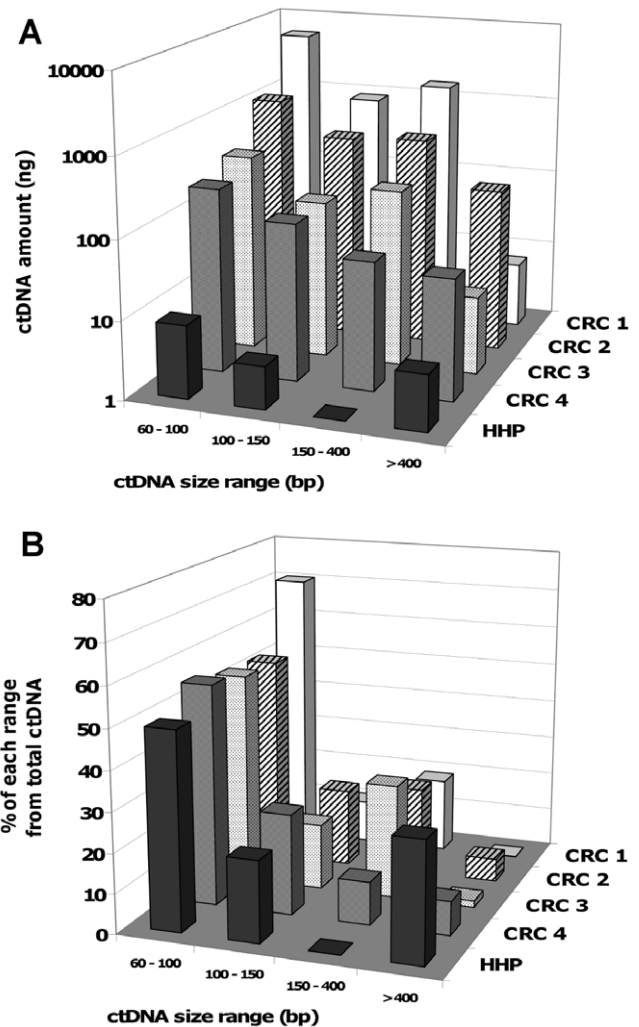 A
10000
1000
100
10
1
ctDNA amount (ng)
60 - 100
100 - 150
150 - 400
>400
ctDNA size range (bp)
CRC 1
CRC 2
CRC 3
CRC 4
HHP
B
80
70
60
50
40
30
20
10
0
% of each range
from total ctDNA
60 - 100
100 - 150
150 - 400
>400
ctDNA size range (bp)
CRC 1
CRC 2
CRC 3
CRC 4
HHP